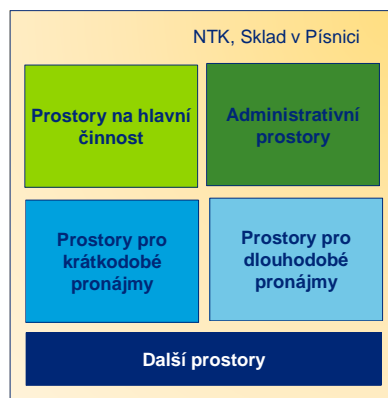 NTK, Sklad v Písnici
Prostory na hlavní
činnost
Administrativní
prostory
Prostory pro
krátkodobé
pronájmy
Prostory pro
dlouhodobé
pronájmy
Další prostory